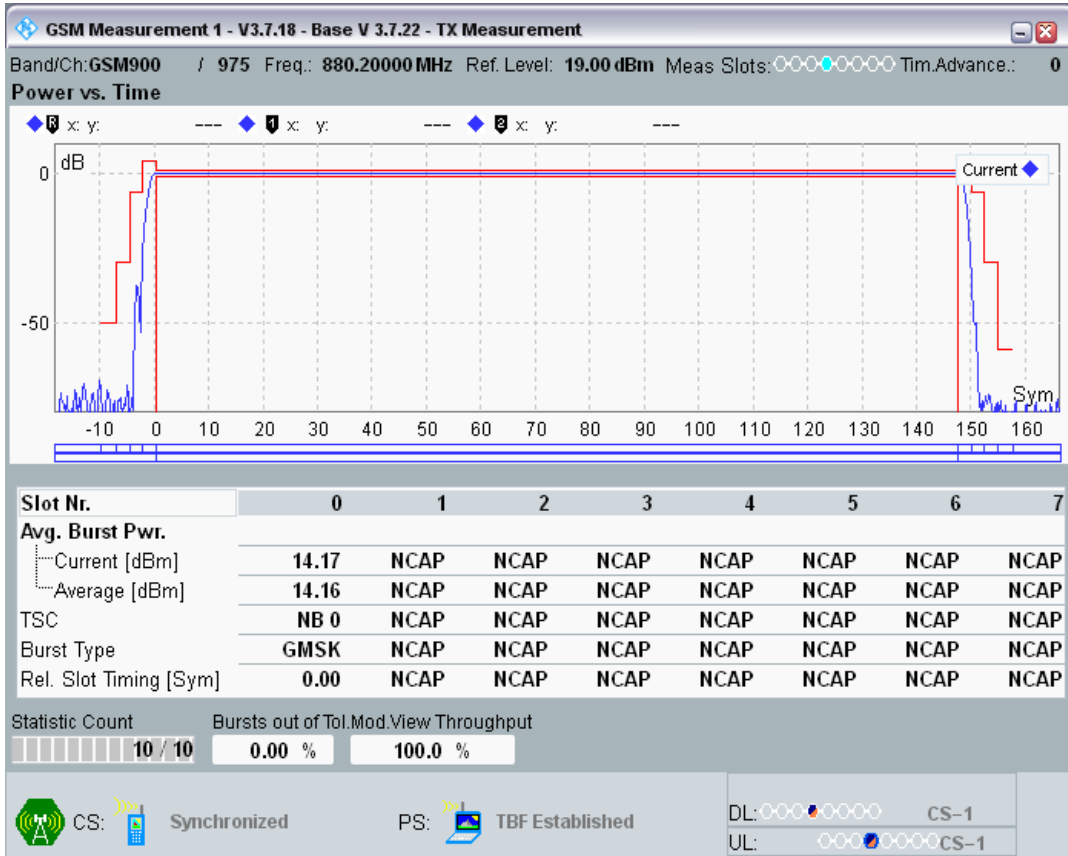 GSM Measurement 1 - V3.7.18 - Base V 3.7.22 - TX Measurement
Band/Ch:GSM900 / 975 Freq.: 880.20000 MHz Ref. Level: 19.00 dBm Meas Slots: Tim.Advance.: 0
Power vs. Time
R x: y: --- 1 x: y: --- 2 x: y: ---
dB
Current
0
-50
Sym
-10 0 10 20 30 40 50 60 70 80 90 100 110 120 130 140 150 160
Slot Nr. 0 1 2 3 4 5 6 7
Avg. Burst Pwr.
Current [dBm] 14.17 NCAP NCAP NCAP NCAP NCAP NCAP NCAP
Average [dBm] 14.16 NCAP NCAP NCAP NCAP NCAP NCAP NCAP
TSC NB 0 NCAP NCAP NCAP NCAP NCAP NCAP NCAP
Burst Type GMSK NCAP NCAP NCAP NCAP NCAP NCAP NCAP
Rel. Slot Timing [Sym] 0.00 NCAP NCAP NCAP NCAP NCAP NCAP NCAP
Statistic Count Bursts out of Tol.Mod.View Throughput
10 / 10 0.00 % 100.0 %
CS: Synchronized PS: TBF Established DL: CS-1
UL: CS-1